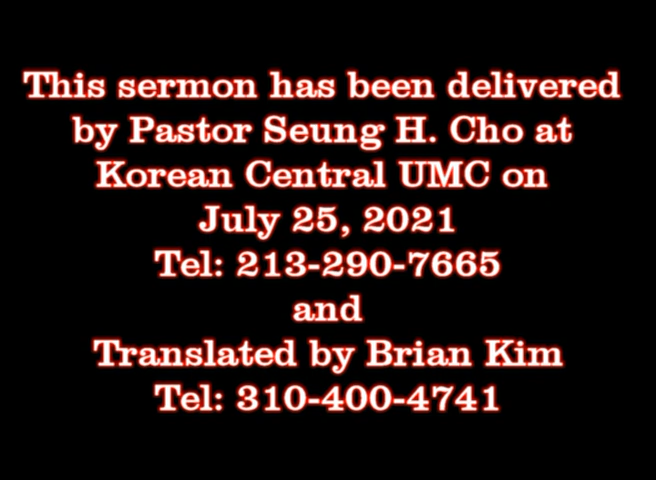 This sermon has been delivered
by Pastor Seung H. Cho at
Korean Central UMC on
July 25, 2021
Tel: 213-290-7665
and
Translated by Brian Kim
Tel: 310-400-4741